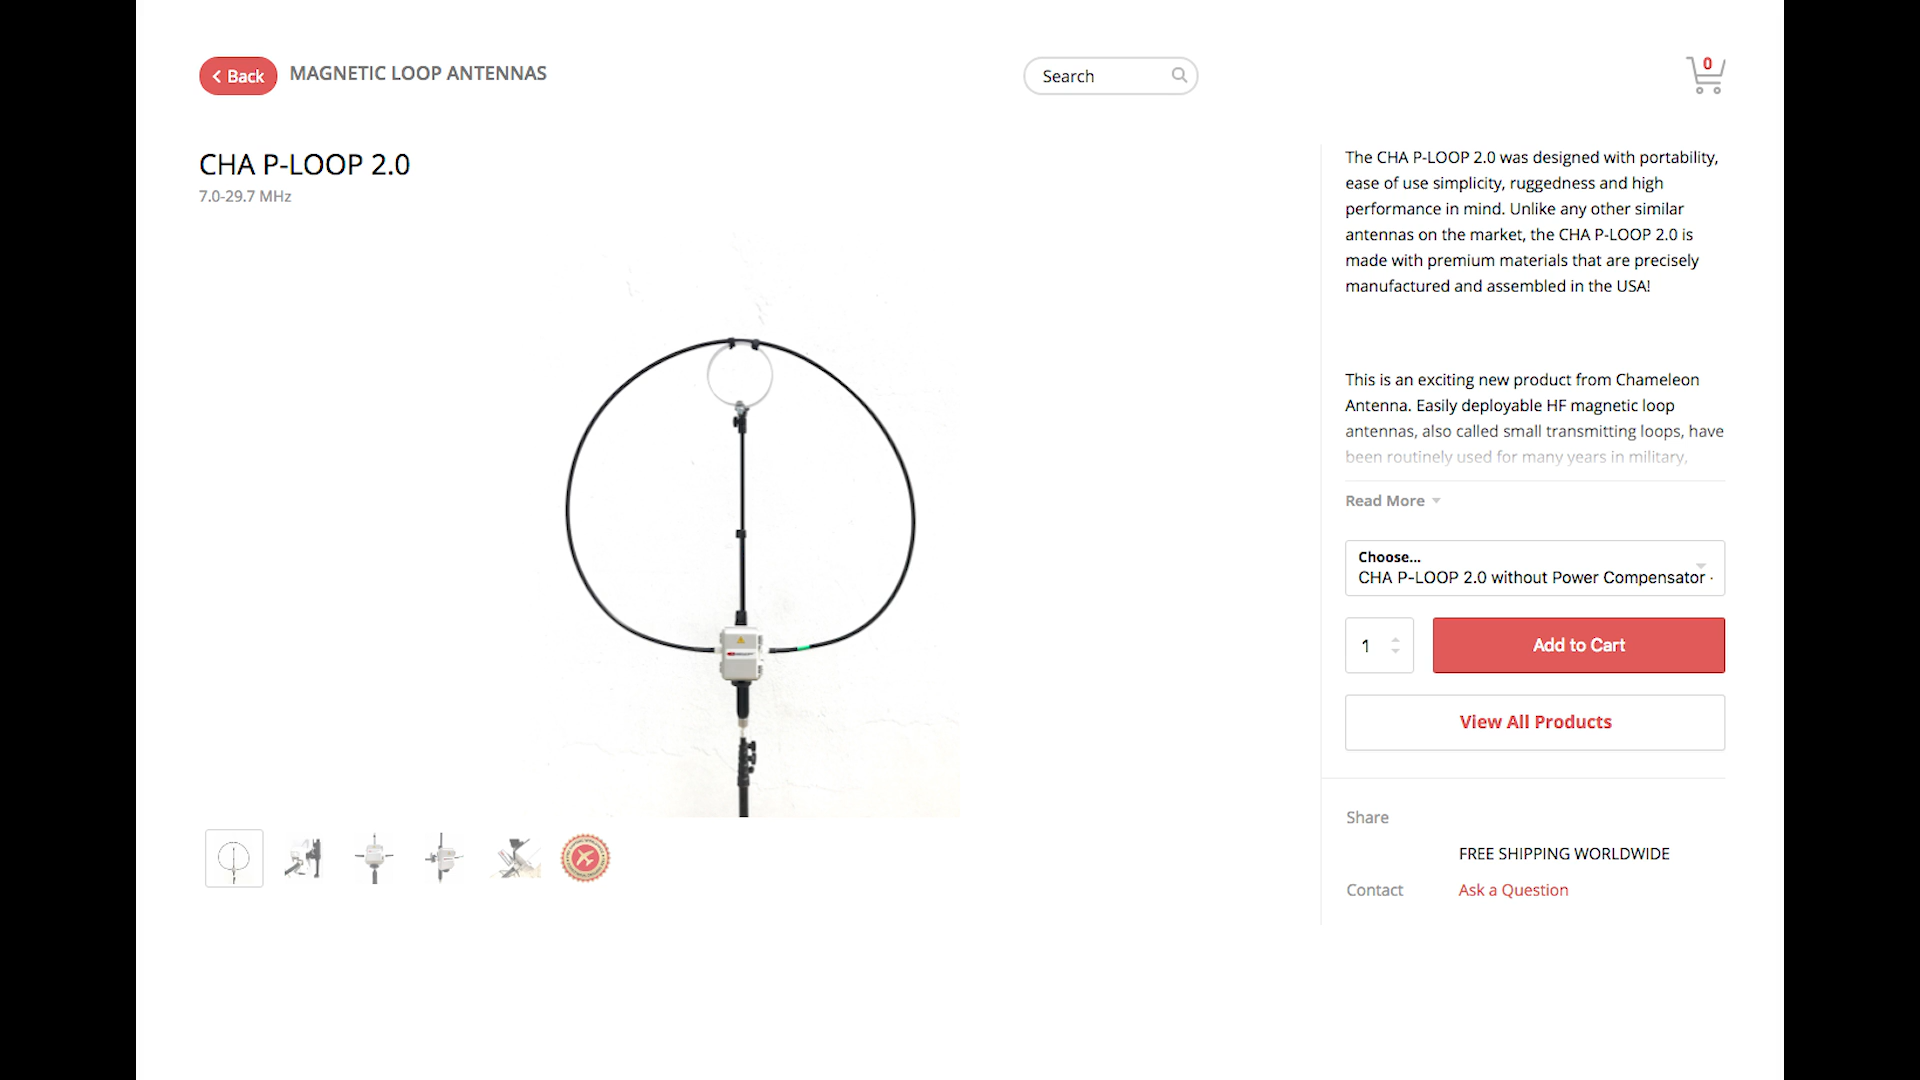 Back
MAGNETIC LOOP ANTENNAS
Search
0
CHA P-LOOP 2.0
7.0-29.7 MHz
The CHA P-LOOP 2.0 was designed with portability,
ease of use simplicity, ruggedness and high
performance in mind. Unlike any other similar
antennas on the market, the CHA P-LOOP 2.0 is
made with premium materials that are precisely
manufactured and assembled in the USA!
This is an exciting new product from Chameleon
Antenna. Easily deployable HF magnetic loop
antennas, also called small transmitting loops, have
been routinely used for many years in military,
Read More
Choose...
CHA P-LOOP 2.0 without Power Compensator
1
Add to Cart
View All Products
Share
FREE SHIPPING WORLDWIDE
Contact
Ask a Question